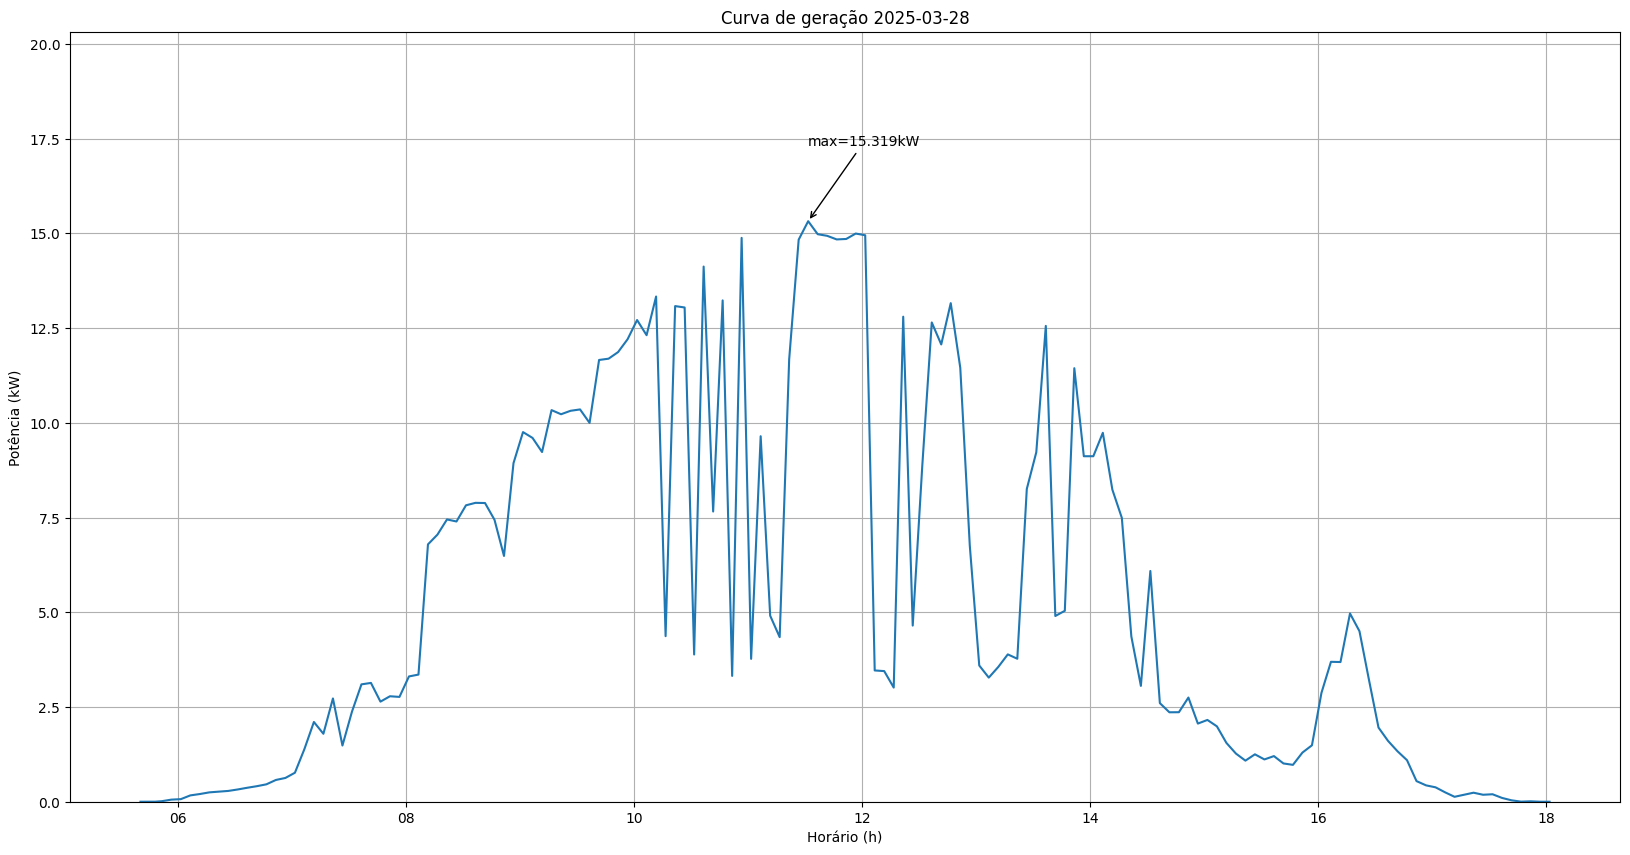 Curva de geração 2025-03-28
20.0
17.5
max=15.319kW
15.0
12.5
10.0
Potência (kW)
7.5
5.0
2.5
0.0
06 08 10 12 14 16 18
Horário (h)